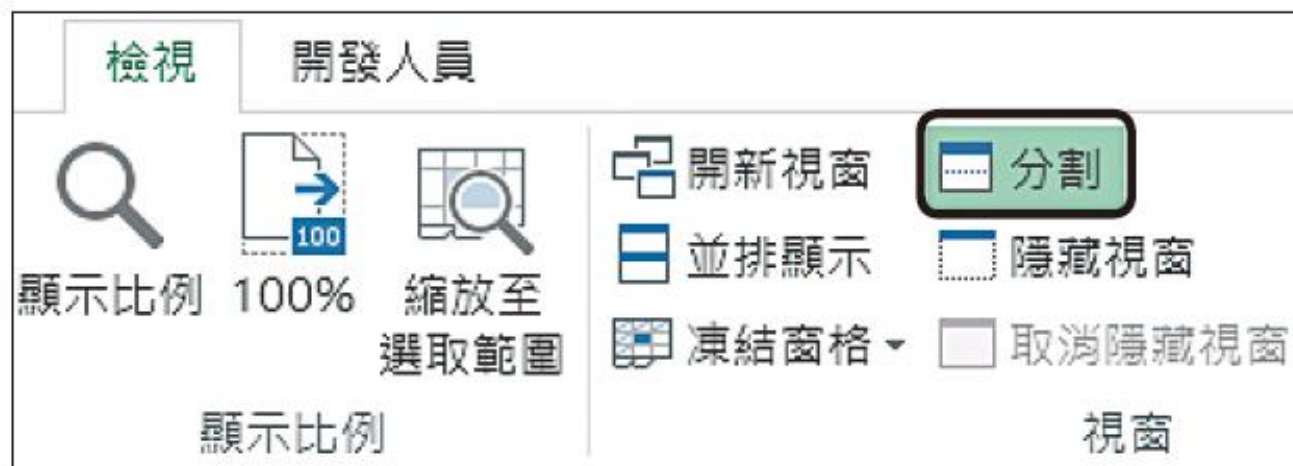 檢視 開發人員
顯示比例
100
100%
縮放至
選取範圍
顯示比例
開新視窗
並排顯示
凍結窗格
分割
隱藏視窗
取消隱藏視窗
視窗